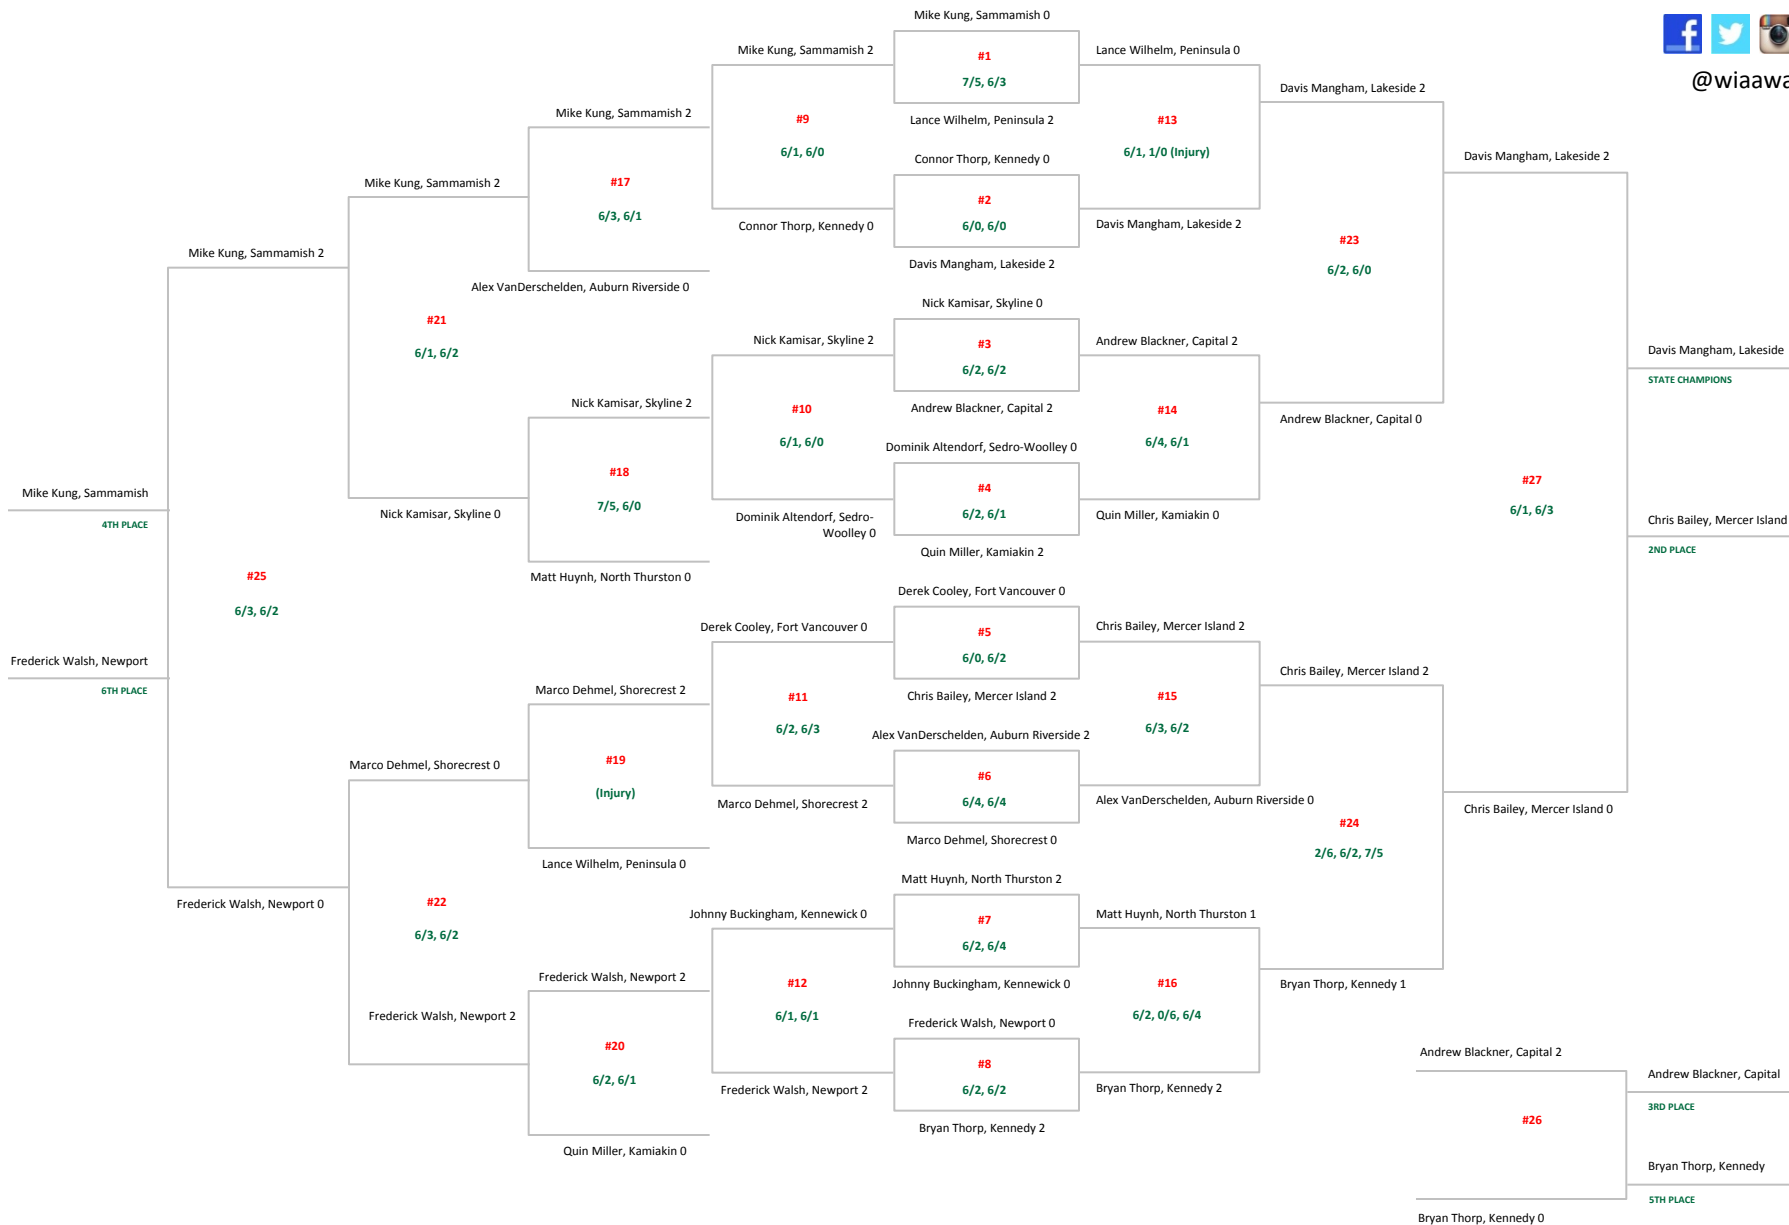 Mike Kung, Sammamish 0
Mike Kung, Sammamish 2
#1
7/5, 6/3
Lance Wilhelm, Peninsula 0
@wiaawa
Davis Mangham, Lakeside 2
Mike Kung, Sammamish 2
#9
6/1, 6/0
Lance Wilhelm, Peninsula 2
#13
6/1, 1/0 (Injury)
Connor Thorp, Kennedy 0
Davis Mangham, Lakeside 2
Mike Kung, Sammamish 2
#17
6/3, 6/1
#2
6/0, 6/0
Connor Thorp, Kennedy 0
Davis Mangham, Lakeside 2
Mike Kung, Sammamish 2
#23
6/2, 6/0
Davis Mangham, Lakeside 2
Alex VanDerschelden, Auburn Riverside 0
Nick Kamisar, Skyline 0
#21
6/1, 6/2
Nick Kamisar, Skyline 2
#3
6/2, 6/2
Andrew Blackner, Capital 2
Davis Mangham, Lakeside
STATE CHAMPIONS
Nick Kamisar, Skyline 2
#10
6/1, 6/0
Andrew Blackner, Capital 2
#14
6/4, 6/1
Andrew Blackner, Capital 0
Dominik Altendorf, Sedro-Woolley 0
#18
7/5, 6/0
#4
6/2, 6/1
#27
6/1, 6/3
Mike Kung, Sammamish
4TH PLACE
Nick Kamisar, Skyline 0
Dominik Altendorf, Sedro-
Woolley 0
Quin Miller, Kamiakin 0
Chris Bailey, Mercer Island
2ND PLACE
Quin Miller, Kamiakin 2
#25
6/3, 6/2
Matt Huynh, North Thurston 0
Derek Cooley, Fort Vancouver 0
Derek Cooley, Fort Vancouver 0
#5
6/0, 6/2
Chris Bailey, Mercer Island 2
Frederick Walsh, Newport
6TH PLACE
Chris Bailey, Mercer Island 2
Marco Dehmel, Shorecrest 2
#11
6/2, 6/3
Chris Bailey, Mercer Island 2
#15
6/3, 6/2
Alex VanDerschelden, Auburn Riverside 2
Marco Dehmel, Shorecrest 0
#19
(Injury)
#6
6/4, 6/4
Marco Dehmel, Shorecrest 2
Alex VanDerschelden, Auburn Riverside 0
Chris Bailey, Mercer Island 0
Marco Dehmel, Shorecrest 0
#24
2/6, 6/2, 7/5
Lance Wilhelm, Peninsula 0
Matt Huynh, North Thurston 2
Frederick Walsh, Newport 0
#22
6/3, 6/2
Johnny Buckingham, Kennewick 0
#7
6/2, 6/4
Matt Huynh, North Thurston 1
Frederick Walsh, Newport 2
#12
6/1, 6/1
Johnny Buckingham, Kennewick 0
#16
6/2, 0/6, 6/4
Bryan Thorp, Kennedy 1
Frederick Walsh, Newport 2
Frederick Walsh, Newport 0
#20
6/2, 6/1
#8
6/2, 6/2
Andrew Blackner, Capital 2
Frederick Walsh, Newport 2
Bryan Thorp, Kennedy 2
Andrew Blackner, Capital
3RD PLACE
Bryan Thorp, Kennedy 2
#26
Quin Miller, Kamiakin 0
Bryan Thorp, Kennedy
5TH PLACE
Bryan Thorp, Kennedy 0